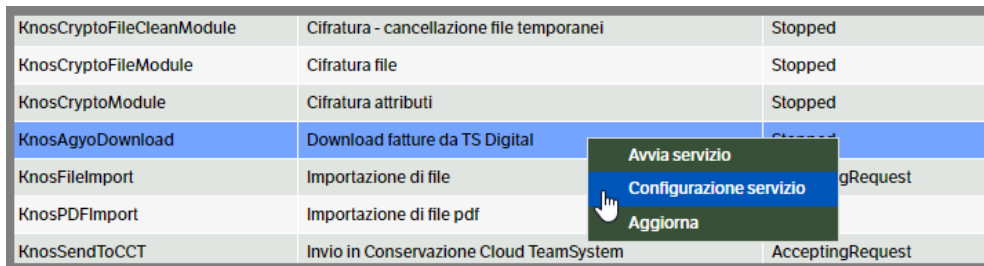 KnosCryptoFileCleanModule Cifratura - cancellazione file temporanei Stopped
KnosCryptoFileModule Cifratura file Stopped
KnosCryptoModule Cifratura attributi Stopped
KnosAgyoDownload Download fatture da TS Digital
Avvia servizio
KnosFileImport Importazione di file gRequest
Configurazione servizio
KnosPDFImport Importazione di file pdf
Aggiorna
KnosSendToCCT Invio in Conservazione Cloud TeamSystem AcceptingRequest